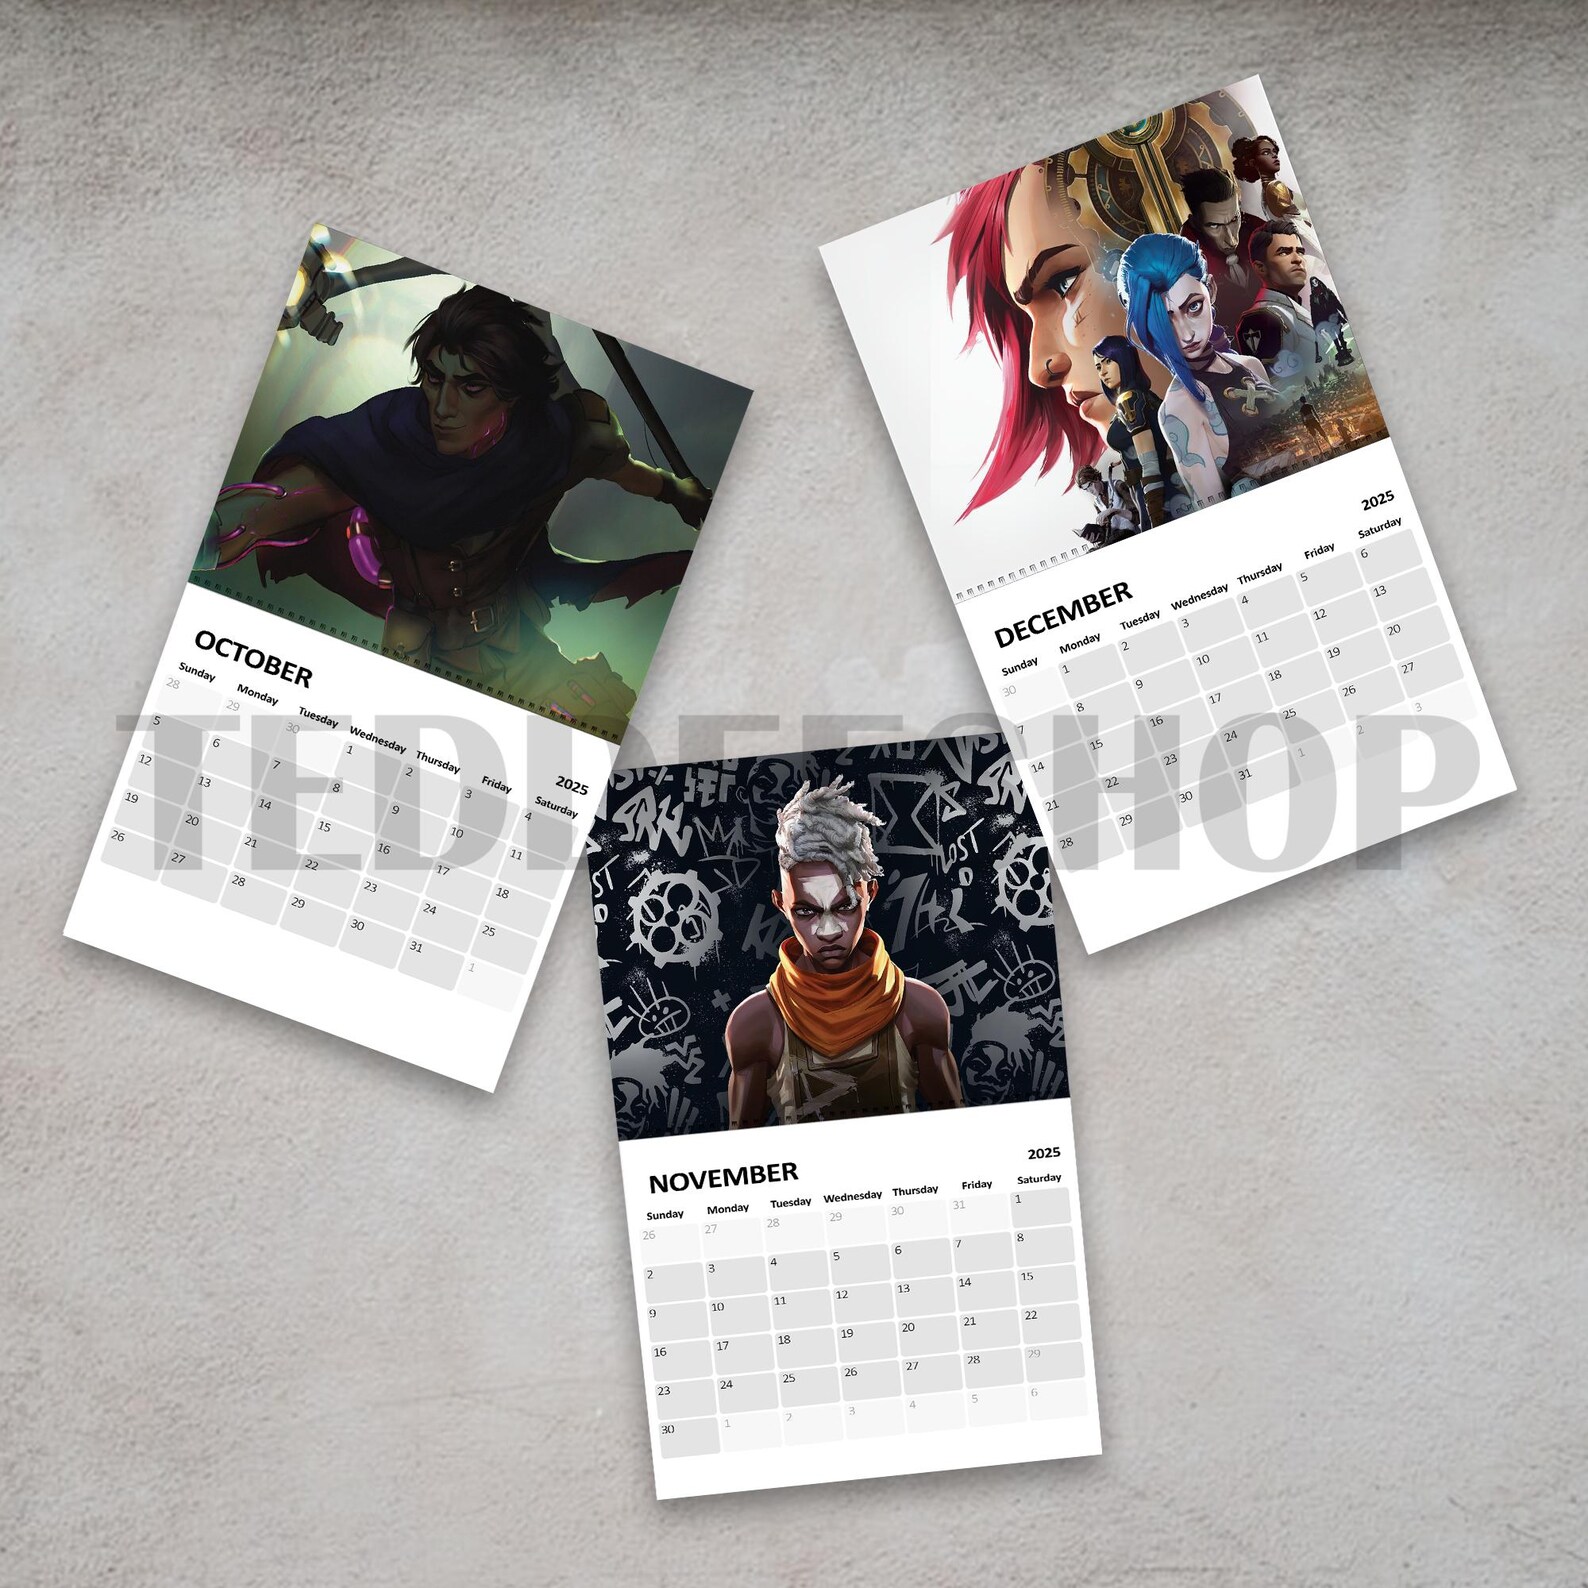 OCTOBER
2025
Sunday Monday Tuesday Wednesday Thursday Friday Saturday
28 29 30 1 2 3 4
5 6 7 8 9 10 11
12 13 14 15 16 17 18
19 20 21 22 23 24 25
26 27 28 29 30 31 1
DECEMBER
2025
Sunday Monday Tuesday Wednesday Thursday Friday Saturday
30 1 2 3 4 5 6
7 8 9 10 11 12 13
14 15 16 17 18 19 20
21 22 23 24 25 26 27
28 29 30 31 1 2 3
TEDDEESHOP
LOST
NOVEMBER
2025
Sunday Monday Tuesday Wednesday Thursday Friday Saturday
26 27 28 29 30 31 1
2 3 4 5 6 7 8
9 10 11 12 13 14 15
16 17 18 19 20 21 22
23 24 25 26 27 28 29
30 1 2 3 4 5 6